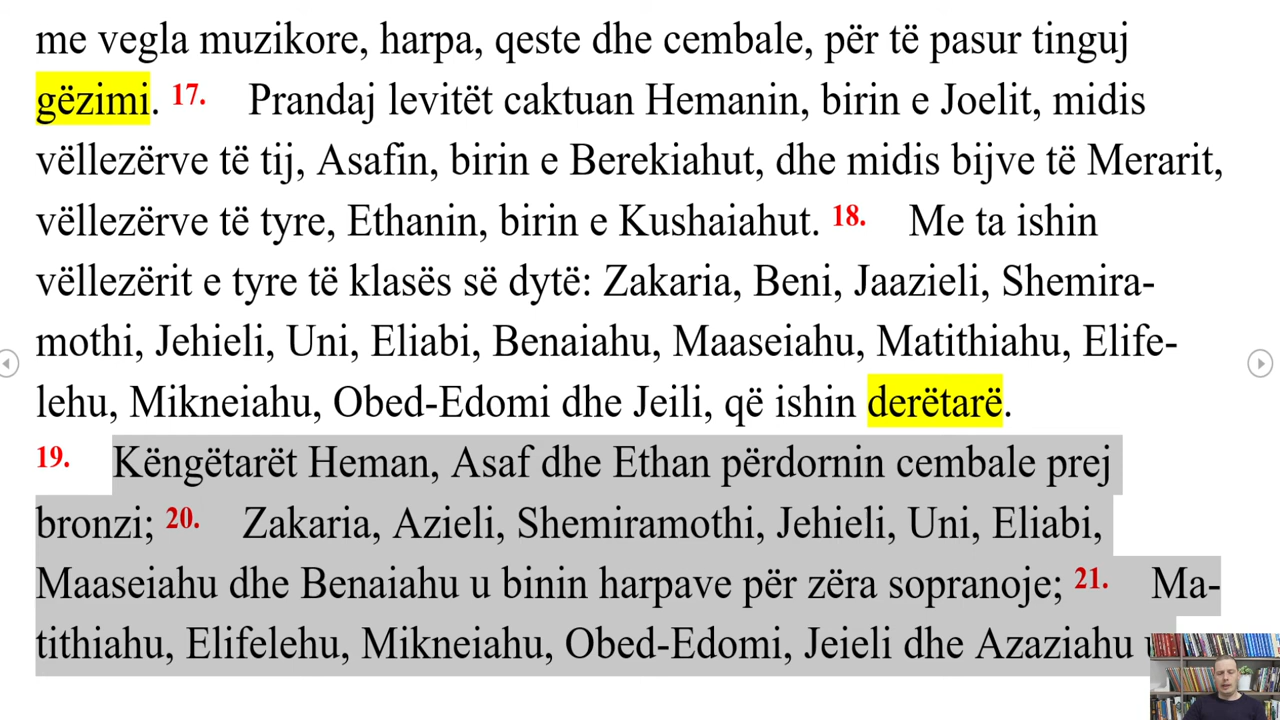 me vegla muzikore, harpa, qeste dhe cembale, për të pasur tinguj
gëzimi. 17. Prandaj levitët caktuan Hemanin, birin e Joelit, midis
vëllezërve të tij, Asafin, birin e Berekiahut, dhe midis bijve të Merarit,
vëllezërve të tyre, Ethanin, birin e Kushaiahut. 18. Me ta ishin
vëllezërit e tyre të klasës së dytë: Zakaria, Beni, Jaazieli, Shemira-
mothi, Jehieli, Uni, Eliabi, Benaiahu, Maaseiahu, Matithiahu, Elife-
lehu, Mikneiahu, Obed-Edomi dhe Jeili, që ishin derëtarë.
19. Këngëtarët Heman, Asaf dhe Ethan përdornin cembale prej
bronzi; 20. Zakaria, Azieli, Shemiramothi, Jehieli, Uni, Eliabi,
Maaseiahu dhe Benaiahu u binin harpave për zëra sopranoje; 21. Ma-
tithiahu, Elifelehu, Mikneiahu, Obed-Edomi, Jeieli dhe Azaziahu